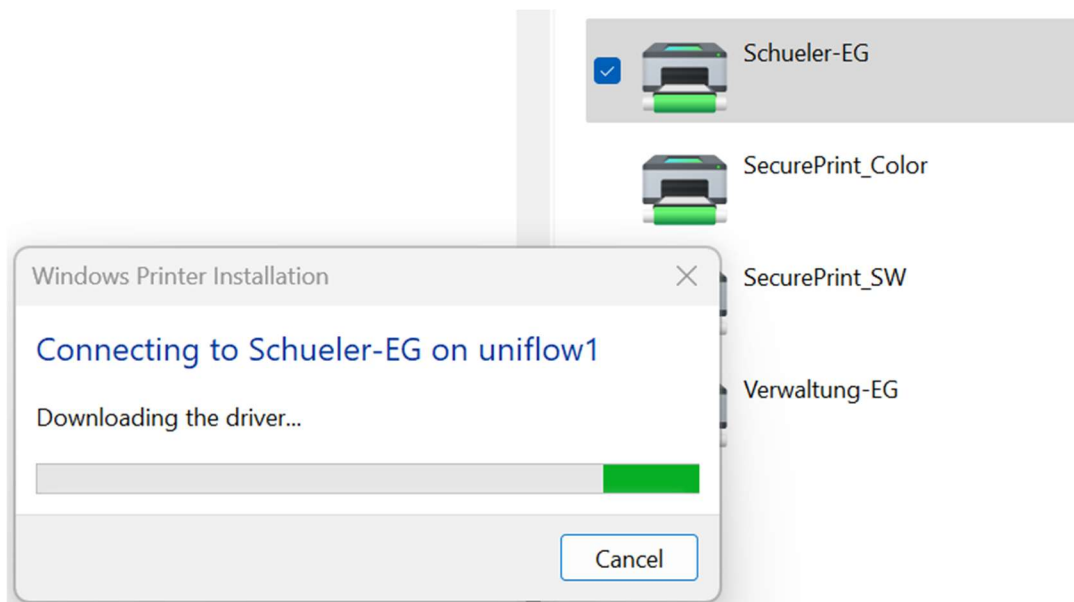 Schueler-EG
SecurePrint_Color
SecurePrint_SW
Verwaltung-EG
Windows Printer Installation
Connecting to Schueler-EG on uniflow1
Downloading the driver...
Cancel